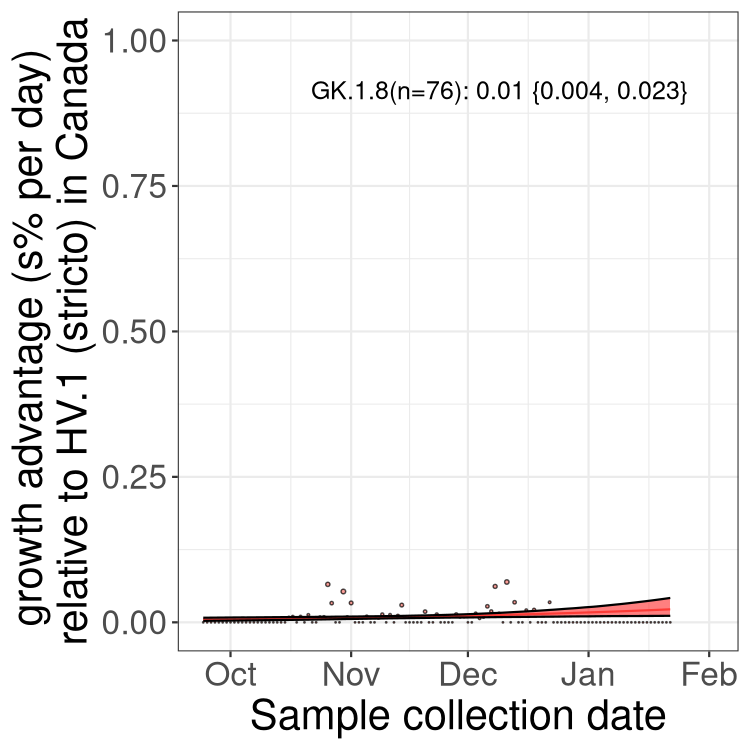 growth advantage (s% per day)
relative to HV.1 (stricto) in Canada
1.00
0.75
0.50
0.25
0.00
GK.1.8(n=76): 0.01 {0.004, 0.023}
Oct
Nov
Dec
Jan
Feb
Sample collection date